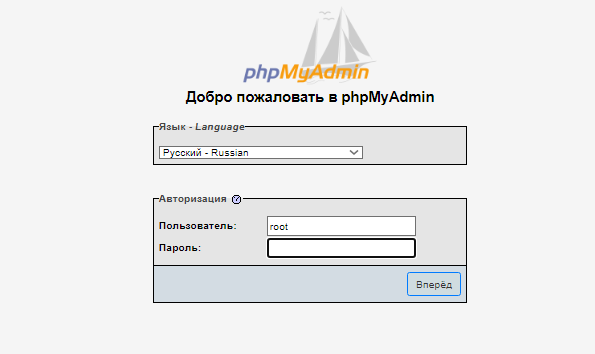 phpMyAdmin
Добро пожаловать в phpMyAdmin
Язык - Language
Русский - Russian
Авторизация
Пользователь:
root
Пароль:
Вперёд